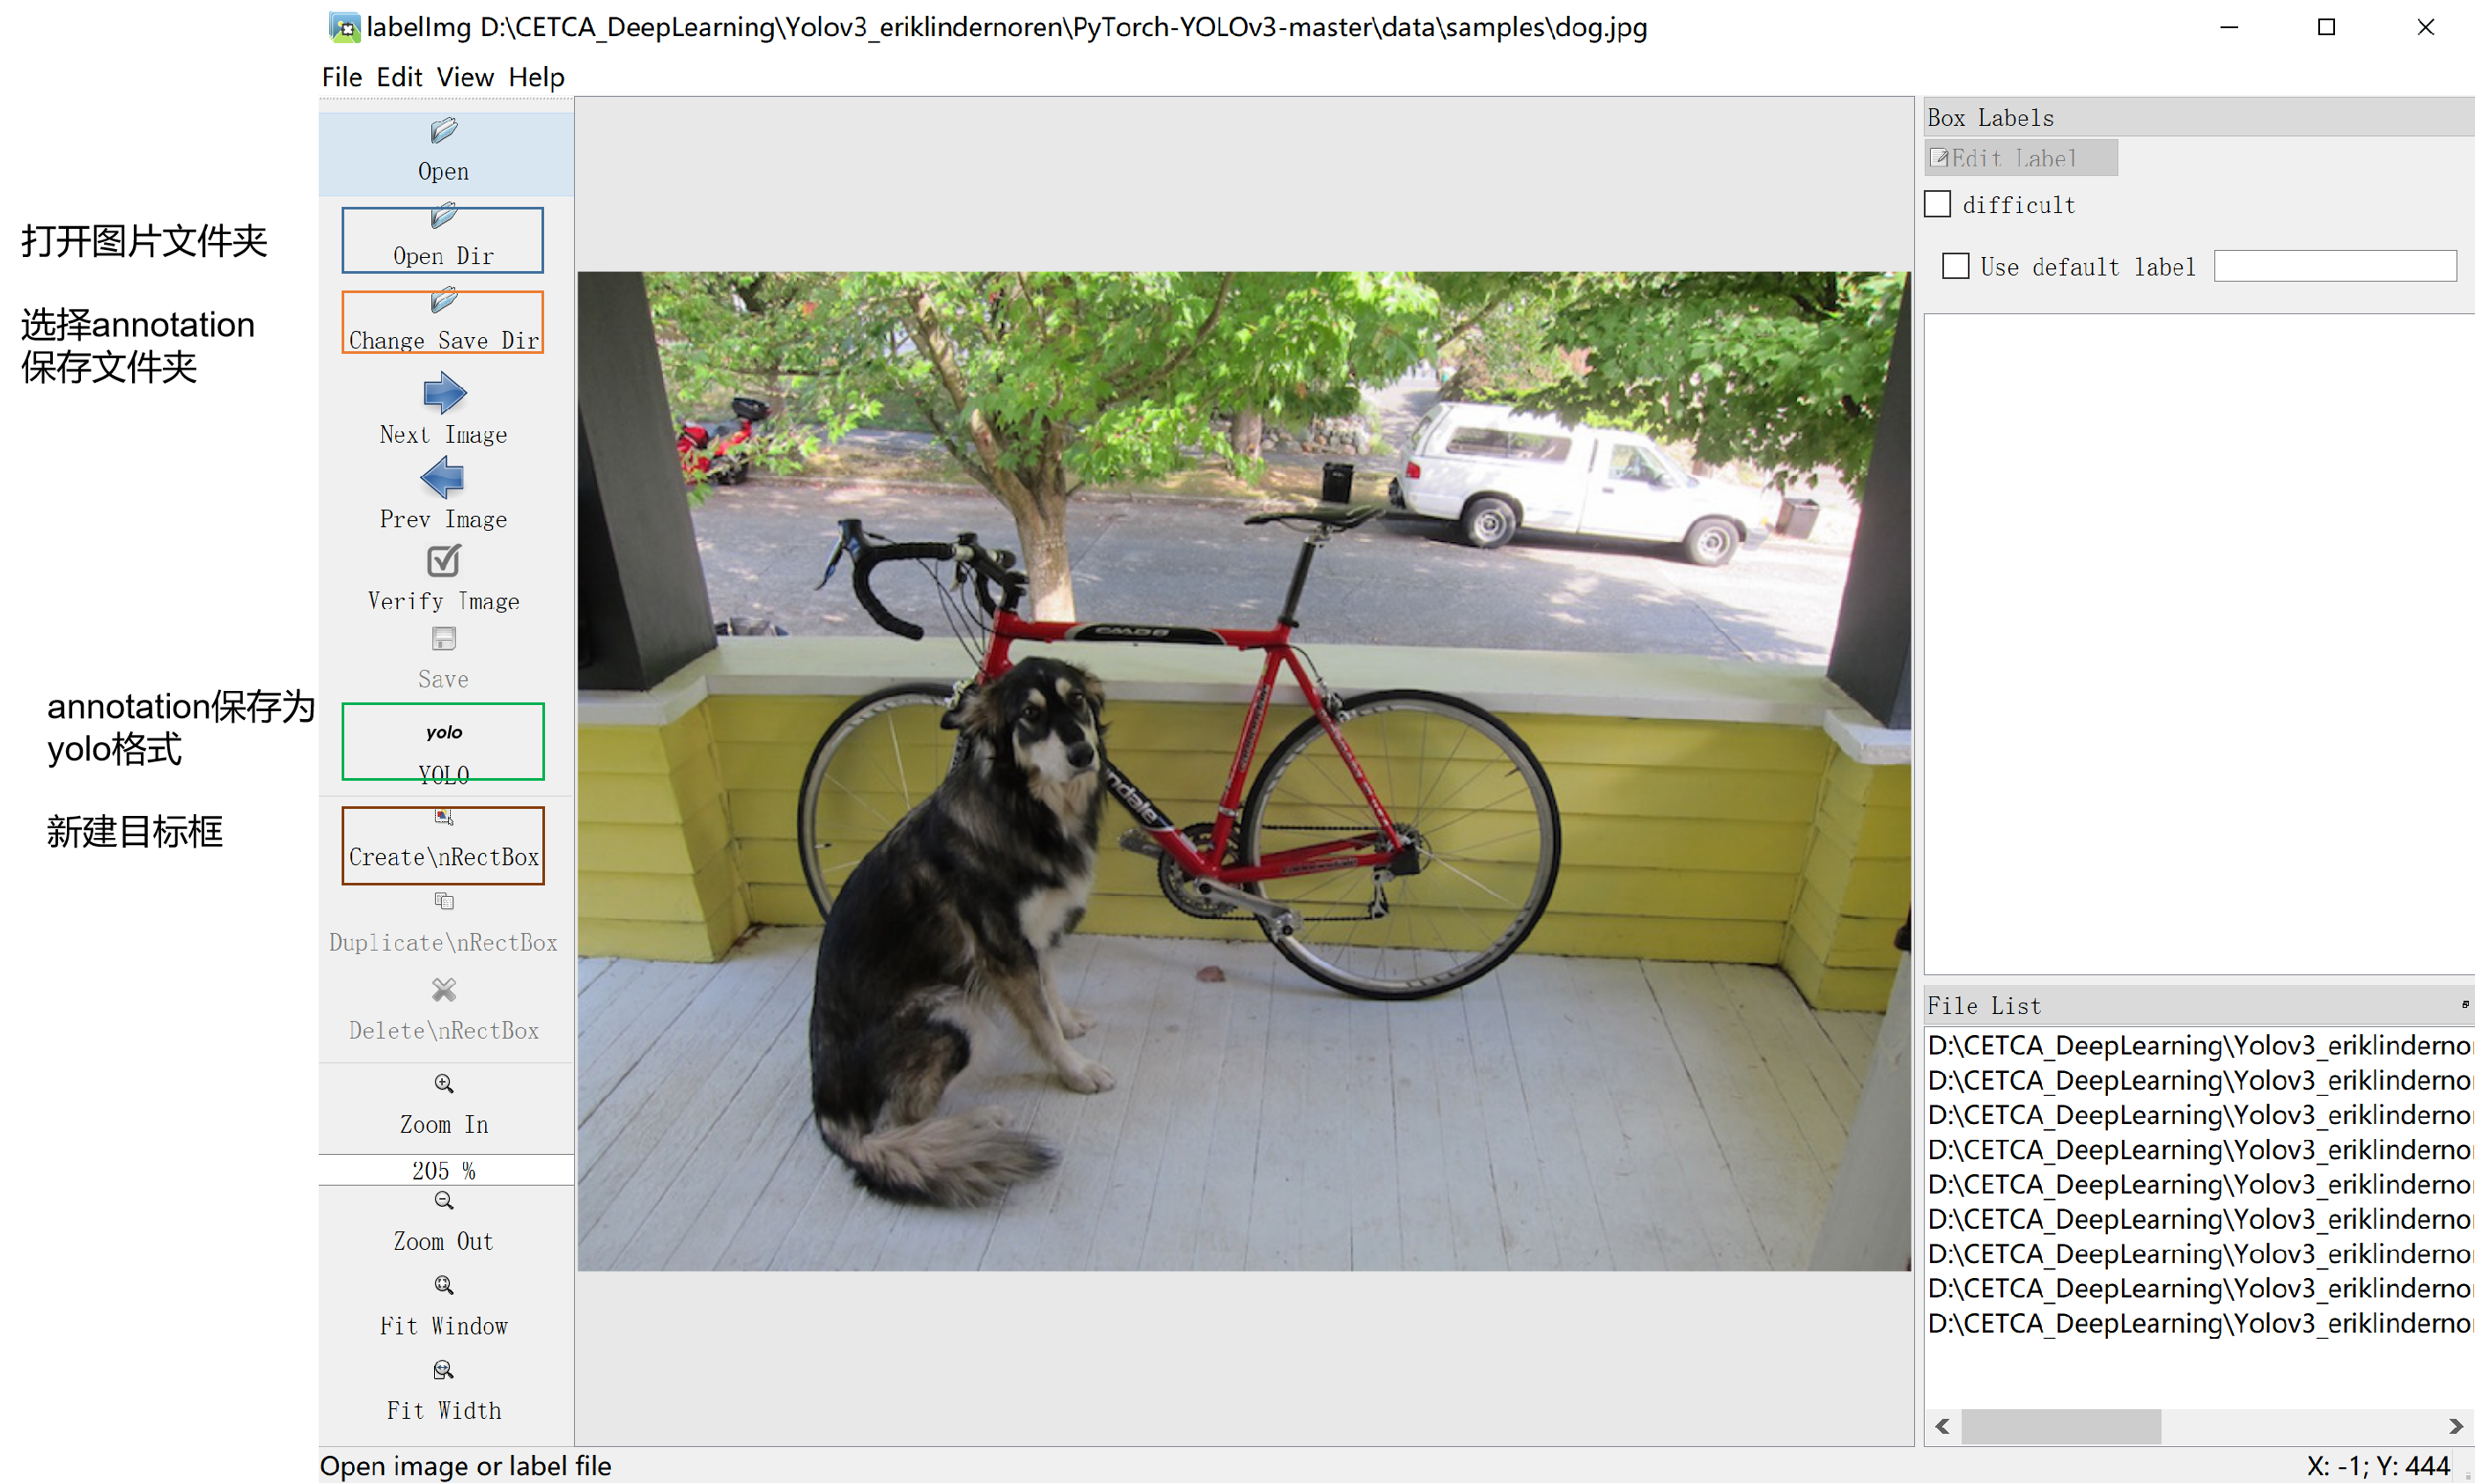 labelImg D:\CETCA_DeepLearning\Yolov3_eriklindernoren\PyTorch-YOLOv3-master\data\samples\dog.jpg
File Edit View Help
Open
打开图片文件夹
Open Dir
选择annotation
保存文件夹
Change Save Dir
Next Image
Prev Image
Verify Image
Save
annotation保存为
yolo格式
yolo
YOLO
新建目标框
Create\nRectBox
Duplicate\nRectBox
Delete\nRectBox
Zoom In
205 %
Zoom Out
Fit Window
Fit Width
Open image or label file
ndale
Box Labels
Edit Label
difficult
Use default label
File List
D:\CETCA_DeepLearning\Yolov3_eriklinderno
D:\CETCA_DeepLearning\Yolov3_eriklinderno
D:\CETCA_DeepLearning\Yolov3_eriklinderno
D:\CETCA_DeepLearning\Yolov3_eriklinderno
D:\CETCA_DeepLearning\Yolov3_eriklinderno
D:\CETCA_DeepLearning\Yolov3_eriklinderno
D:\CETCA_DeepLearning\Yolov3_eriklinderno
D:\CETCA_DeepLearning\Yolov3_eriklinderno
D:\CETCA_DeepLearning\Yolov3_eriklinderno
X: -1; Y: 444